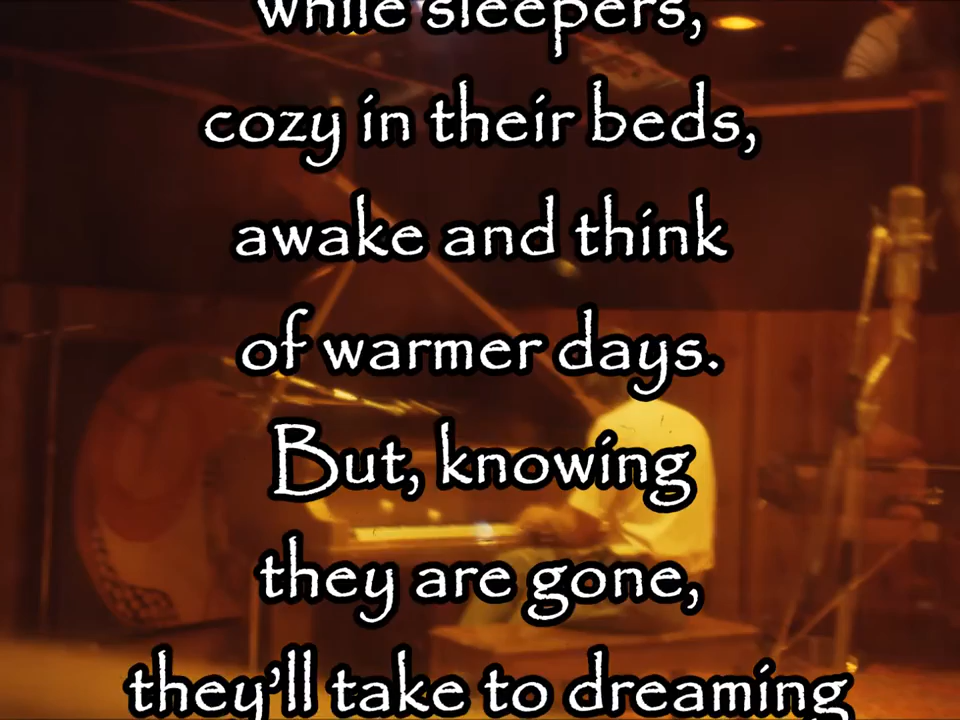 while sleepers,
cozy in their beds,
awake and think
of warmer days.
But, knowing
they are gone,
they'll take to dreaming